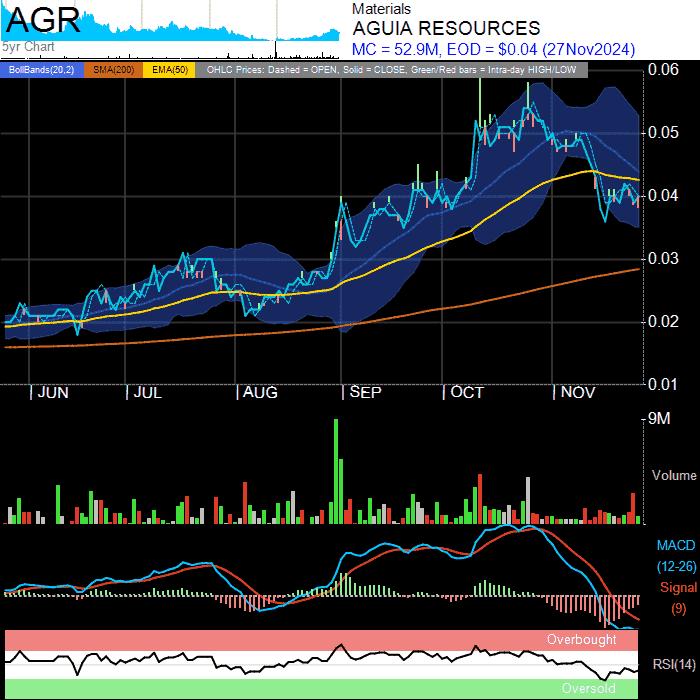 AGR
5yr Chart
Materials
AGUIA RESOURCES
MC = 52.9M, EOD = $0.04 (27Nov2024)
BollBands(20,2) SMA(200) EMA(50) OHLC Prices: Dashed = OPEN, Solid = CLOSE, Green/Red bars = Intra-day HIGH/LOW
0.06
0.05
0.04
0.03
0.02
0.01
JUN JUL AUG SEP OCT NOV
9M
Volume
MACD
(12-26)
Signal
(9)
Overbought
RSI(14)
Oversold